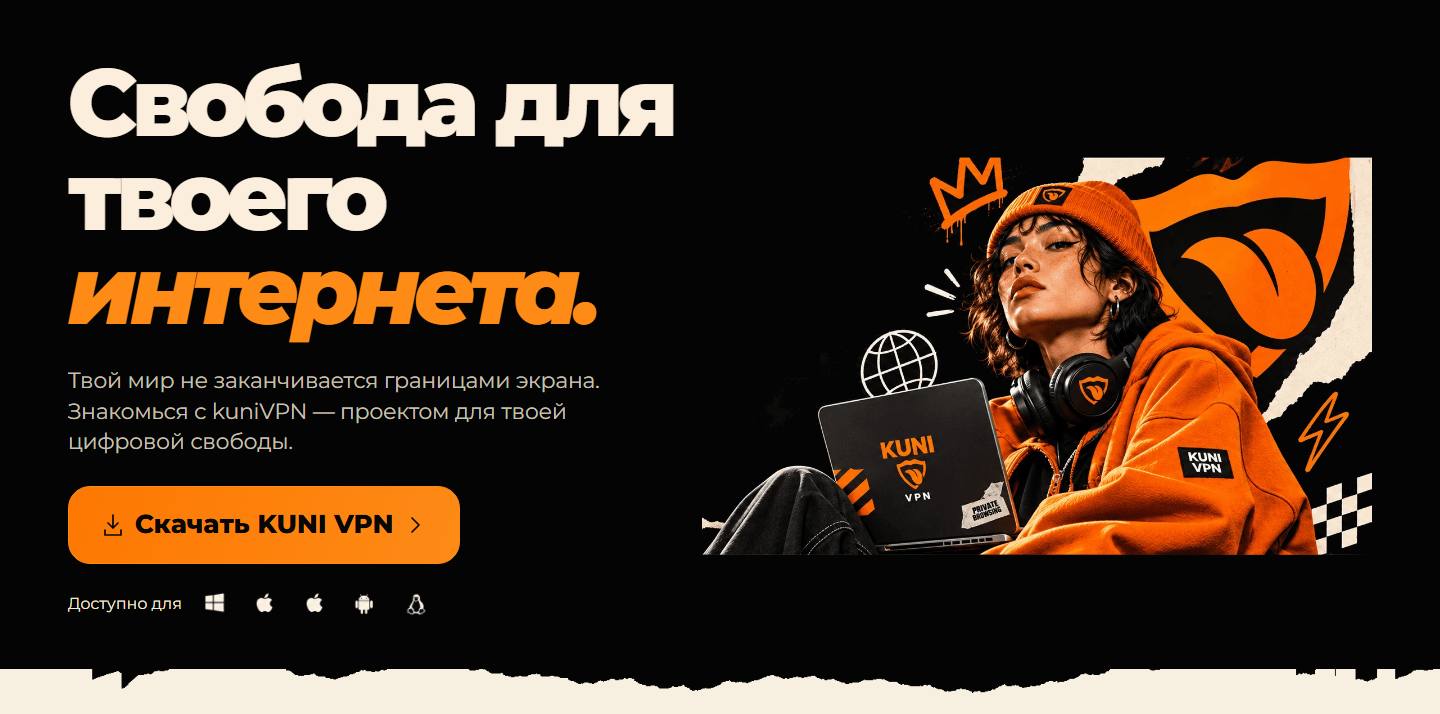 Свобода для
твоего
интернета.
Твой мир не заканчивается границами экрана.
Знакомься с kuniVPN — проектом для твоей
цифровой свободы.
Скачать KUNI VPN
Доступно для
KUNI
VPN
PRIVATE
BROWSING
KUNI
VPN